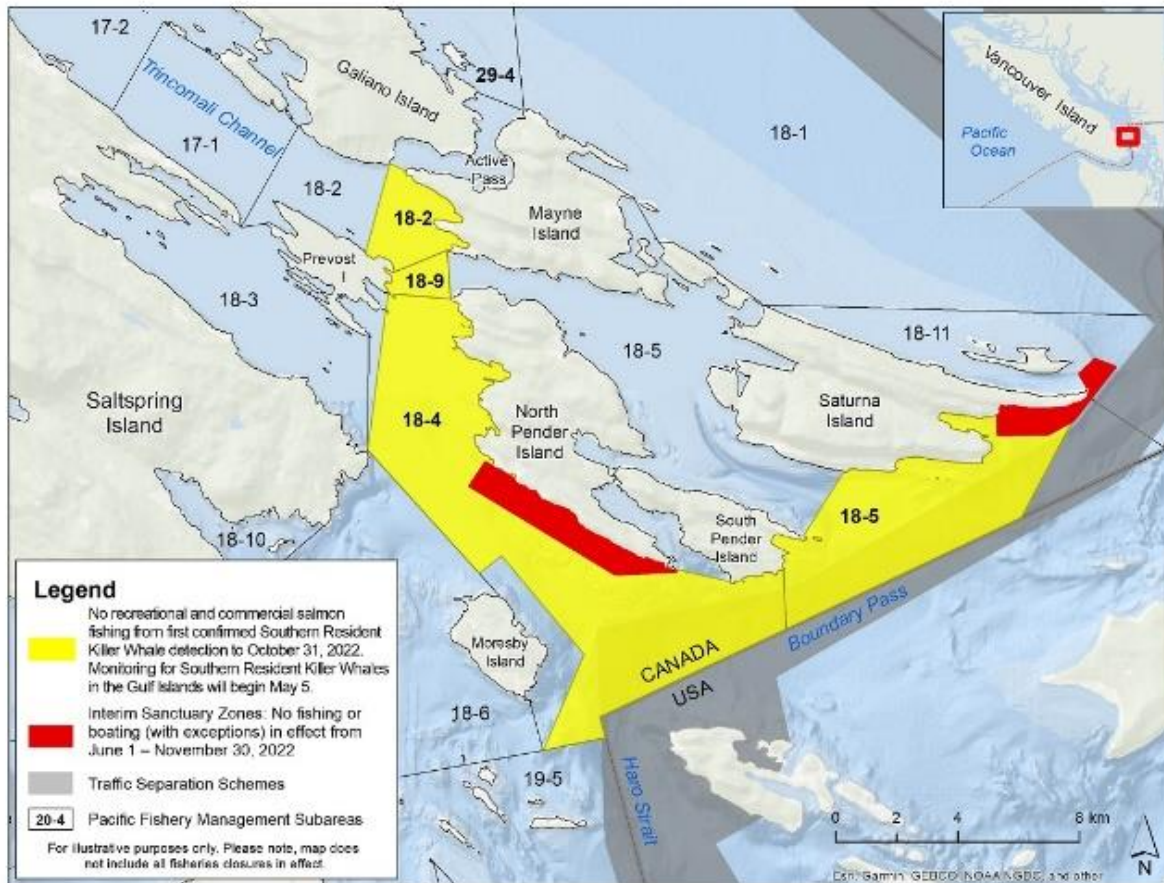 17-2
29-4
Galiano Island
Trincomali Channel
17-1
18-1
Vancouver Island
Pacific
Ocean
Active
Pass
18-2
18-2
Mayne
Island
Prevost
I
18-9
18-3
18-5
18-11
Saltspring
Island
18-4
North
Pender
Island
Saturna
Island
18-5
South
Pender
Island
18-10
Boundary Pass
CANADA
USA
Moresby
Island
18-6
19-5
Haro Strait
Legend
No recreational and commercial salmon
fishing from first confirmed Southern Resident
Killer Whale detection to October 31, 2022.
Monitoring for Southern Resident Killer Whales
in the Gulf Islands will begin May 5.
Interim Sanctuary Zones: No fishing or
boating (with exceptions) in effect from
June 1 – November 30, 2022
Traffic Separation Schemes
20-4 Pacific Fishery Management Subareas
For illustrative purposes only. Please note, map does
not include all fisheries closures in effect.
0 2 4 8 km
N
Esri, Garmin, GEBCO, NOAA NGDC, and other